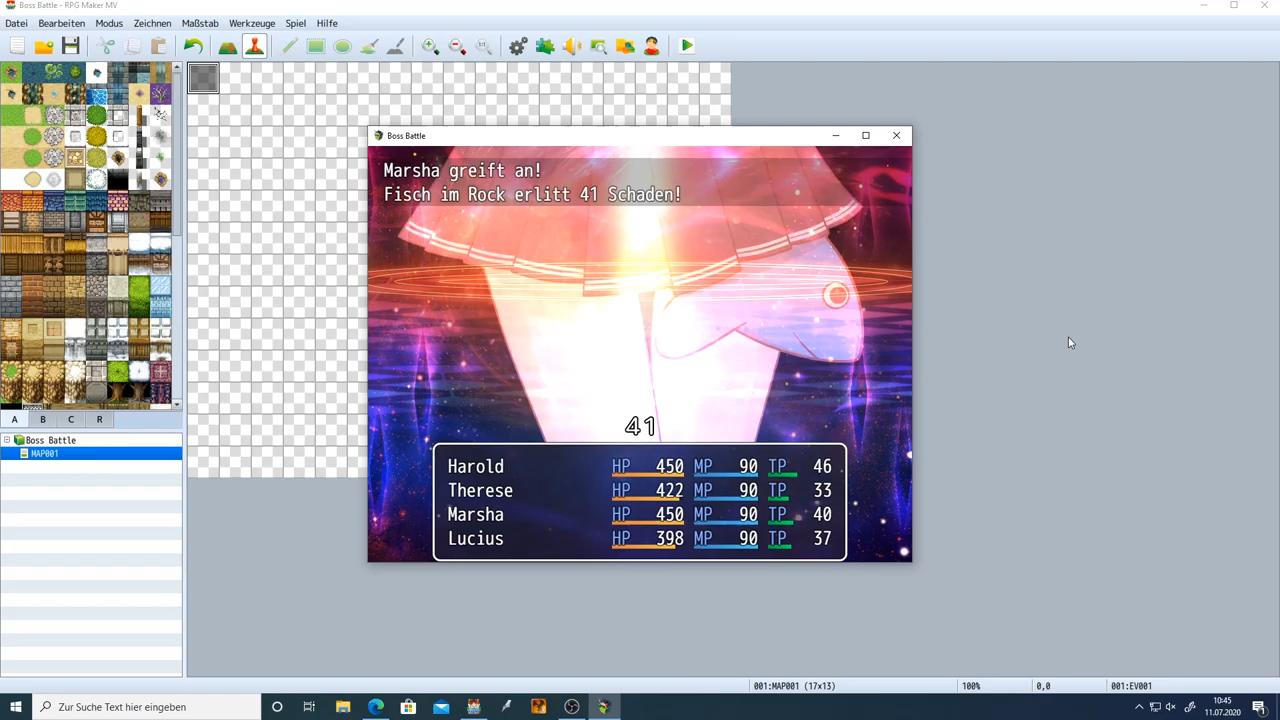 Boss Battle - RPG Maker MV
Datei Bearbeiten Modus Zeichnen Maßstab Werkzeuge Spiel Hilfe
Boss Battle
Marsha greift an!
Fisch im Rock erlitt 41 Schaden!
41
Harold HP 450 MP 90 TP 46
Therese HP 422 MP 90 TP 33
Marsha HP 450 MP 90 TP 40
Lucius HP 398 MP 90 TP 37
A B C R
Boss Battle
MAP001
001:MAP001 (17x13) 100% 0,0 001:EV001
Zur Suche Text hier eingeben
10:45
11.07.2020